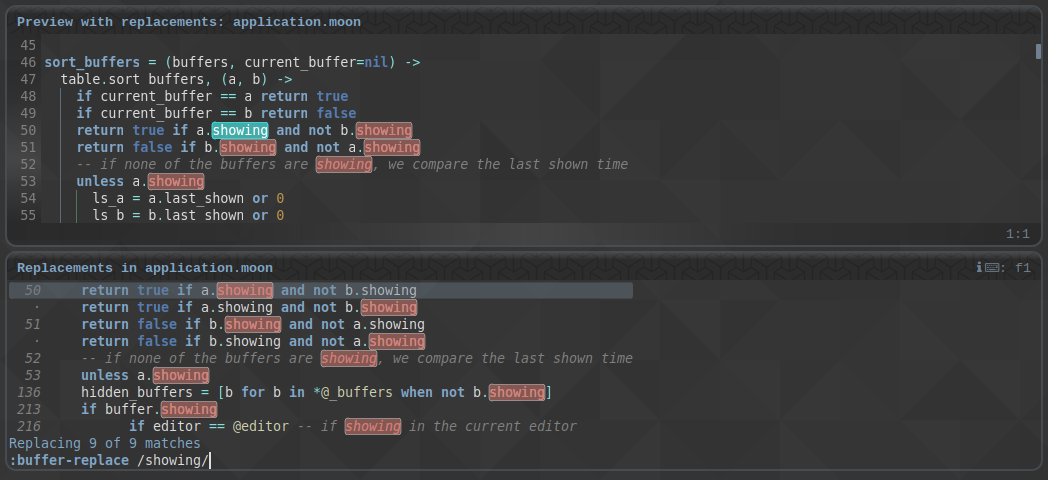 Preview with replacements: application.moon
45
46 sort_buffers = (buffers, current_buffer=nil) ->
47 table.sort buffers, (a, b) ->
48 if current_buffer == a return true
49 if current_buffer == b return false
50 return true if a.showing and not b.showing
51 return false if b.showing and not a.showing
52 -- if none of the buffers are showing, we compare the last shown time
53 unless a.showing
54 ls_a = a.last_shown or 0
55 ls_b = b.last_shown or 0
1:1
Replacements in application.moon ℹ⌨: f1
50 return true if a.showing and not b.showing
· return true if a.showing and not b.showing
51 return false if b.showing and not a.showing
· return false if b.showing and not a.showing
52 -- if none of the buffers are showing, we compare the last shown time
53 unless a.showing
136 hidden_buffers = [b for b in *@_buffers when not b.showing]
213 if buffer.showing
216 if editor == @editor -- if showing in the current editor
Replacing 9 of 9 matches
:buffer-replace /showing/